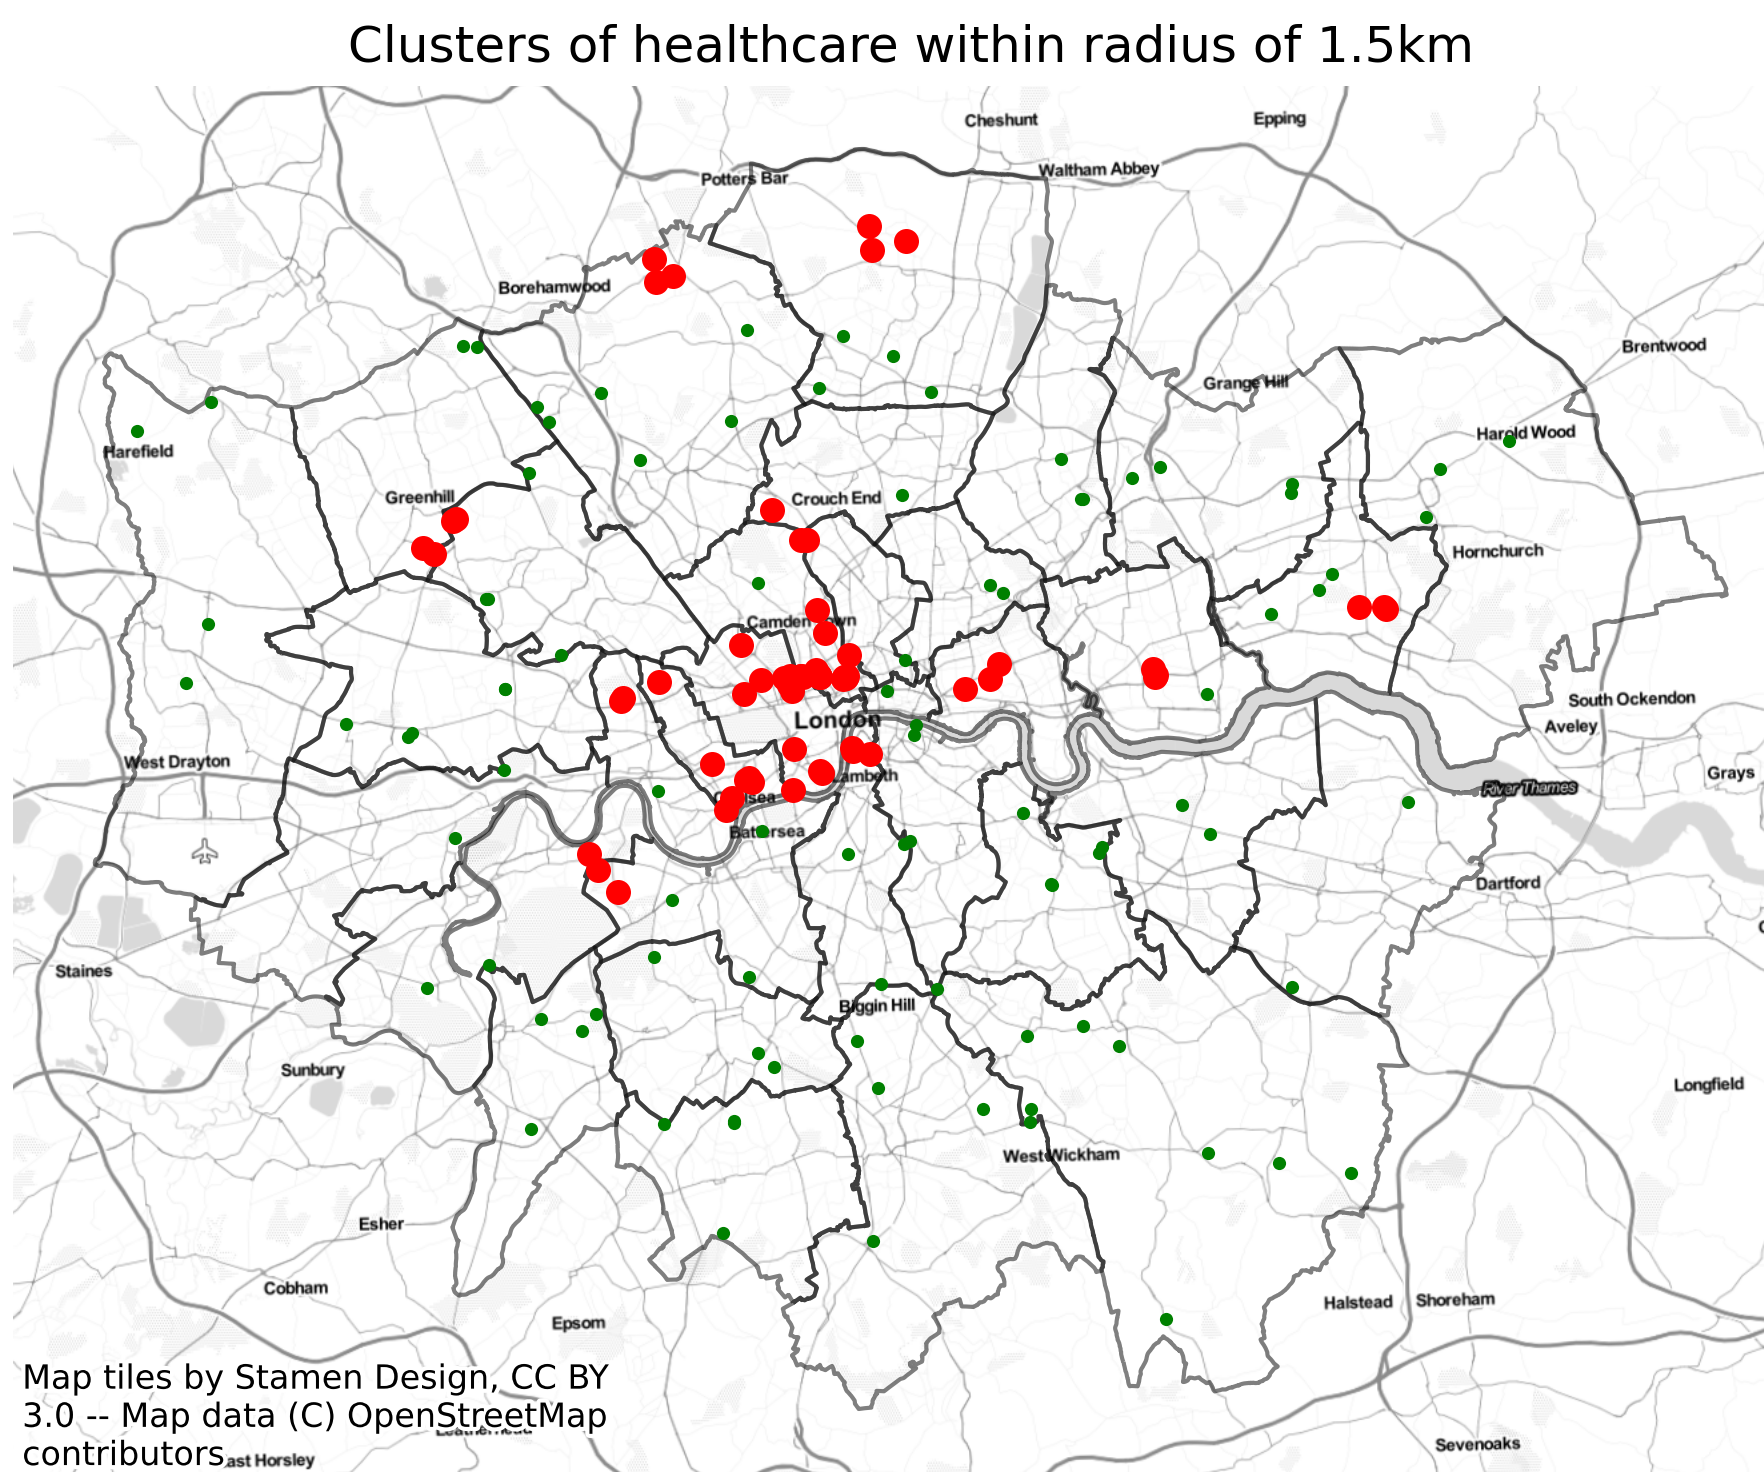 Clusters of healthcare within radius of 1.5km
Cheshunt
Epping
Waltham Abbey
Potters Bar
Borehamwood
Brentwood
Grange Hill
Harold Wood
Harefield
Greenhill
Crouch End
Hornchurch
Camden Town
South Ockendon
London
Aveley
West Drayton
Grays
Lambeth
River Thames
Chelsea
Battersea
Dartford
Staines
Biggin Hill
Sunbury
Longfield
West Wickham
Esher
Cobham
Halstead
Shoreham
Epsom
Map tiles by Stamen Design, CC BY
3.0 -- Map data (C) OpenStreetMap
contributors
Leatherhead
East Horsley
Sevenoaks